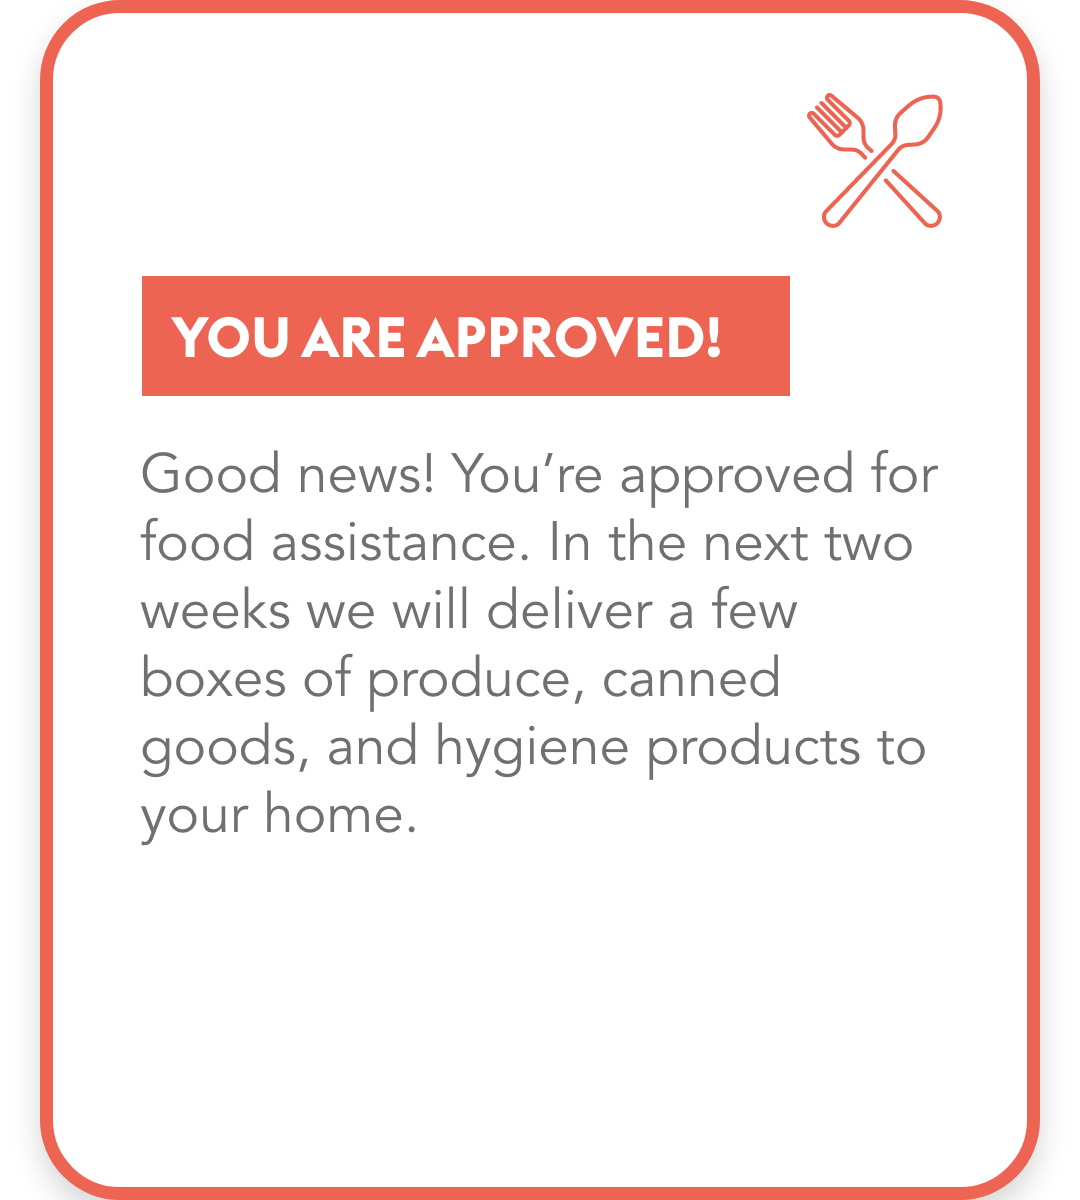 YOU ARE APPROVED!
Good news! You’re approved for
food assistance. In the next two
weeks we will deliver a few
boxes of produce, canned
goods, and hygiene products to
your home.